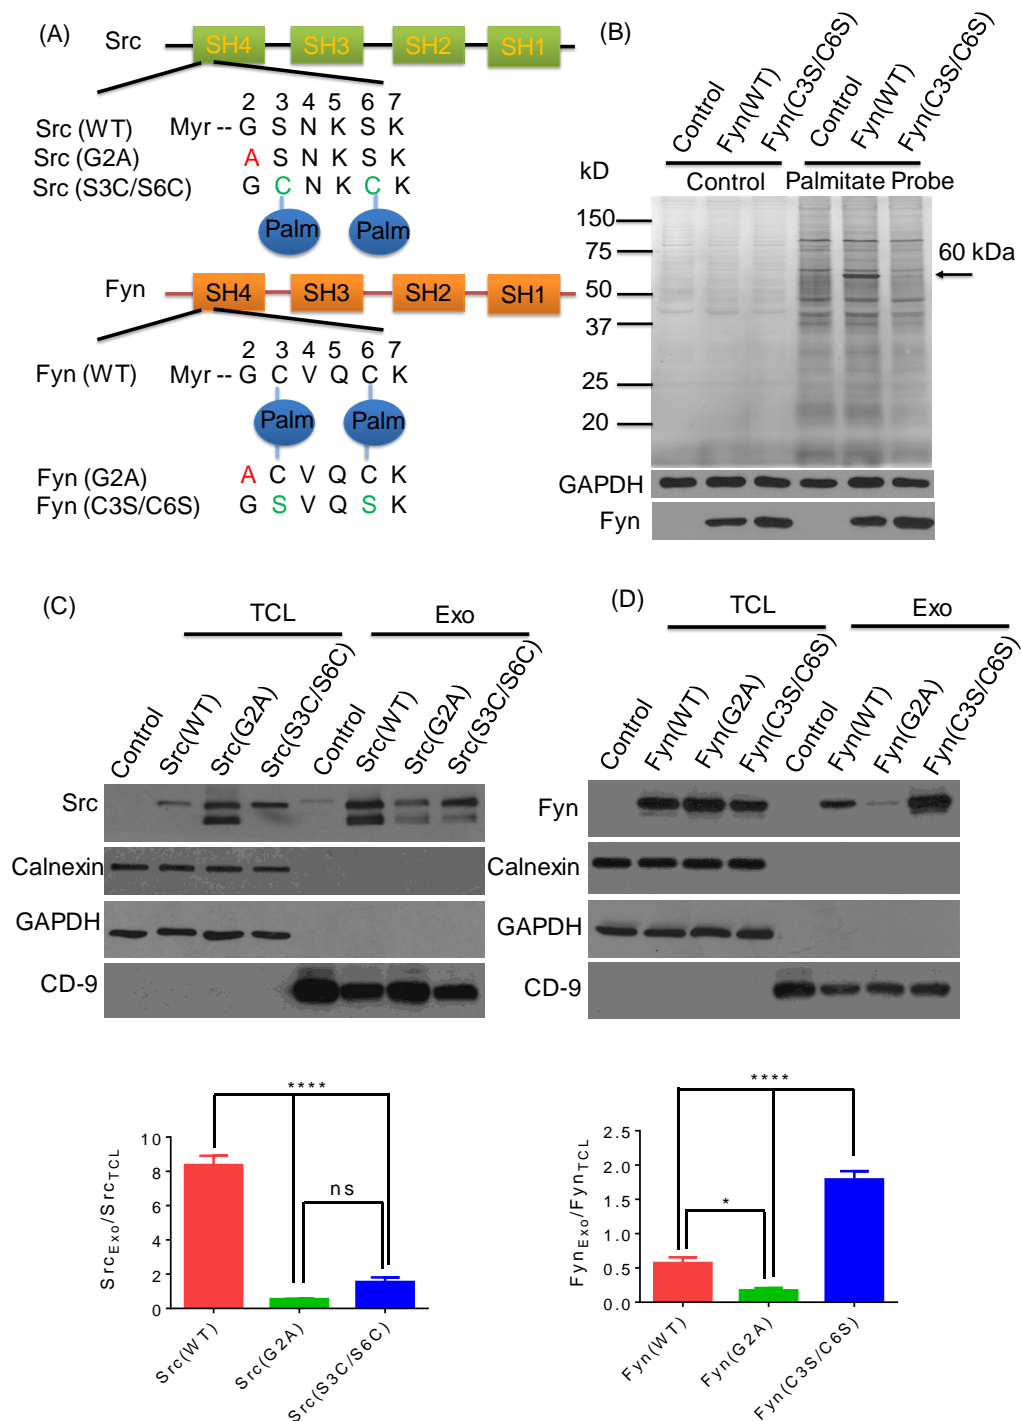 (A)
Src
SH4 SH3 SH2 SH1
2 3 4 5 6 7
Src (WT) Myr -- G S N K S K
Src (G2A) A S N K S K
Src (S3C/S6C) G C N K C K
Palm Palm
Fyn
SH4 SH3 SH2 SH1
2 3 4 5 6 7
Fyn (WT) Myr -- G C V Q C K
Palm Palm
Fyn (G2A) A C V Q C K
Fyn (C3S/C6S) G S V Q S K
(B)
Control Fyn(WT) Fyn(C3S/C6S) Control Fyn(WT) Fyn(C3S/C6S)
kD Control Palmitate Probe
150
75
60 kDa
50
37
25
20
GAPDH
Fyn
(C)
TCL Exo
Control Src(WT) Src(G2A) Src(S3C/S6C) Control Src(WT) Src(G2A) Src(S3C/S6C)
Src
Calnexin
GAPDH
CD-9
****
ns
SrcExo/SrcTCL
10
8
6
4
2
0
Src(WT) Src(G2A) Src(S3C/S6C)
(D)
TCL Exo
Control Fyn(WT) Fyn(G2A) Fyn(C3S/C6S) Control Fyn(WT) Fyn(G2A) Fyn(C3S/C6S)
Fyn
Calnexin
GAPDH
CD-9
****
*
FynExo/FynTCL
2.5
2.0
1.5
1.0
0.5
0.0
Fyn(WT) Fyn(G2A) Fyn(C3S/C6S)